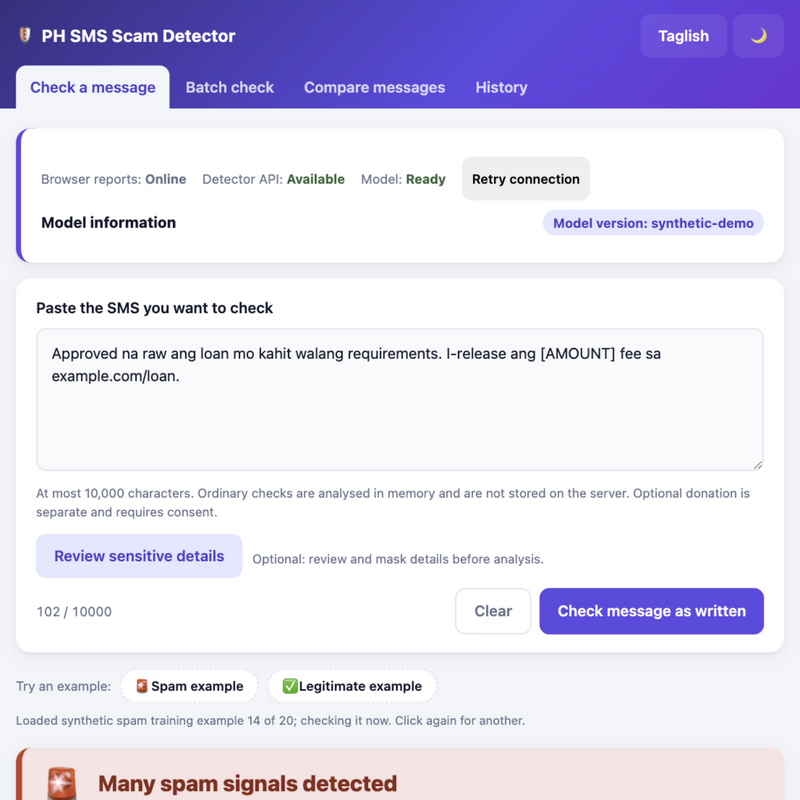 PH SMS Scam Detector
Taglish
Check a message
Batch check
Compare messages
History
Browser reports: Online
Detector API: Available
Model: Ready
Retry connection
Model information
Model version: synthetic-demo
Paste the SMS you want to check
Approved na raw ang loan mo kahit walang requirements. I-release ang [AMOUNT] fee sa
example.com/loan.
At most 10,000 characters. Ordinary checks are analysed in memory and are not stored on the server. Optional donation is
separate and requires consent.
Review sensitive details
Optional: review and mask details before analysis.
102 / 10000
Clear
Check message as written
Try an example:
Spam example
Legitimate example
Loaded synthetic spam training example 14 of 20; checking it now. Click again for another.
Many spam signals detected